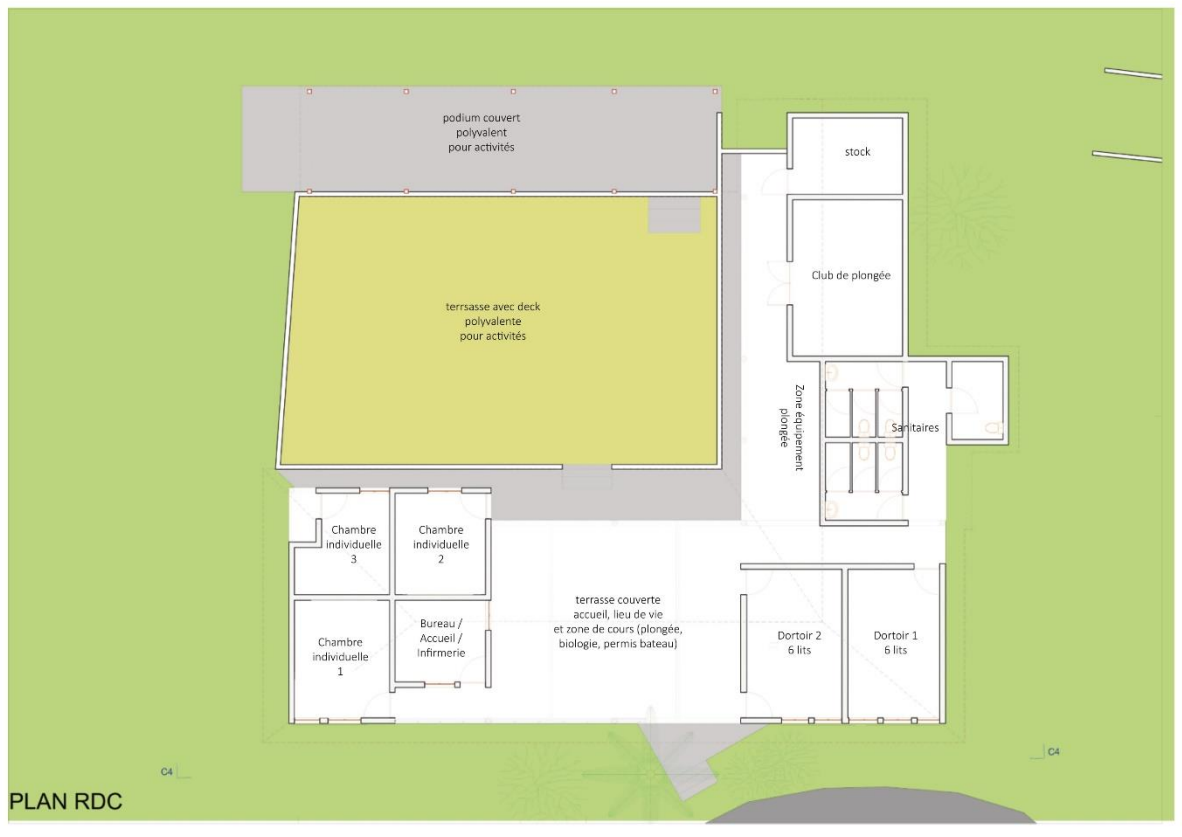 podium couvert
polyvalent
pour activités
stock
Club de plongée
terrsasse avec deck
polyvalente
pour activités
Zone équipement
plongée
Sanitaires
Chambre
individuelle
3
Chambre
individuelle
2
terrasse couverte
accueil, lieu de vie
et zone de cours (plongée,
biologie, permis bateau)
Chambre
individuelle
1
Bureau /
Accueil /
Infirmerie
Dortoir 2
6 lits
Dortoir 1
6 lits
C4
C4
PLAN RDC